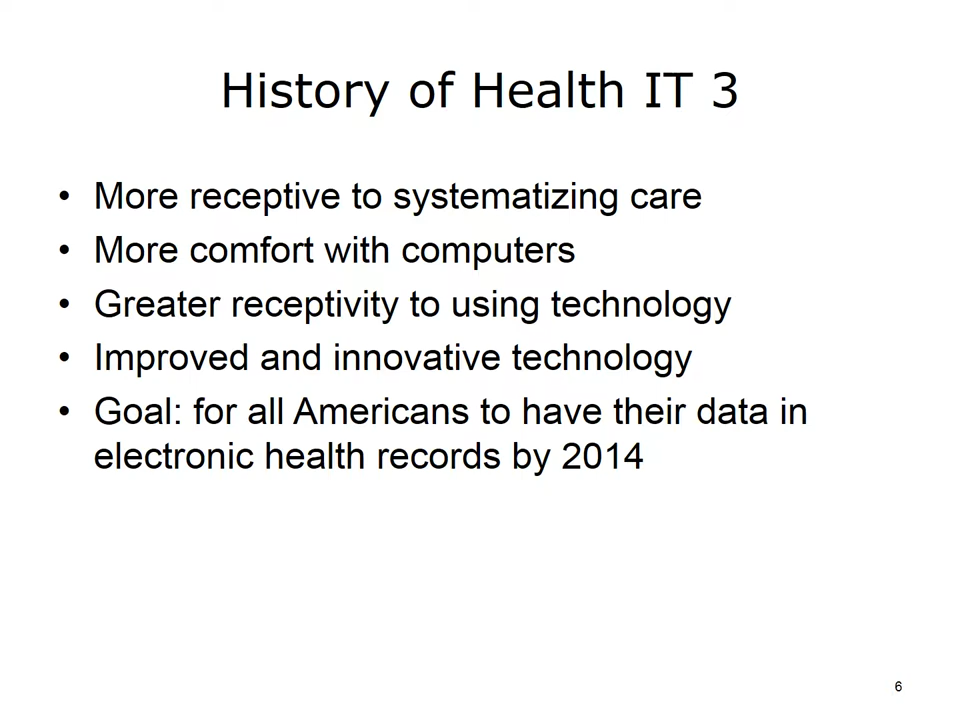 History of Health IT 3
• More receptive to systematizing care
• More comfort with computers
• Greater receptivity to using technology
• Improved and innovative technology
• Goal: for all Americans to have their data in
electronic health records by 2014
6